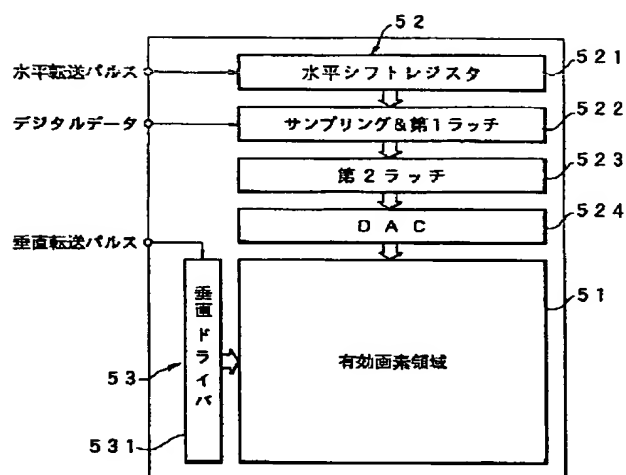 52
水平転送パルス
水平シフトレジスタ
521
デジタルデータ
サンプリング&第1ラッチ
522
第2ラッチ
523
DAC
524
垂直転送パルス
垂直ドライバ
51
有効画素領域
53
531